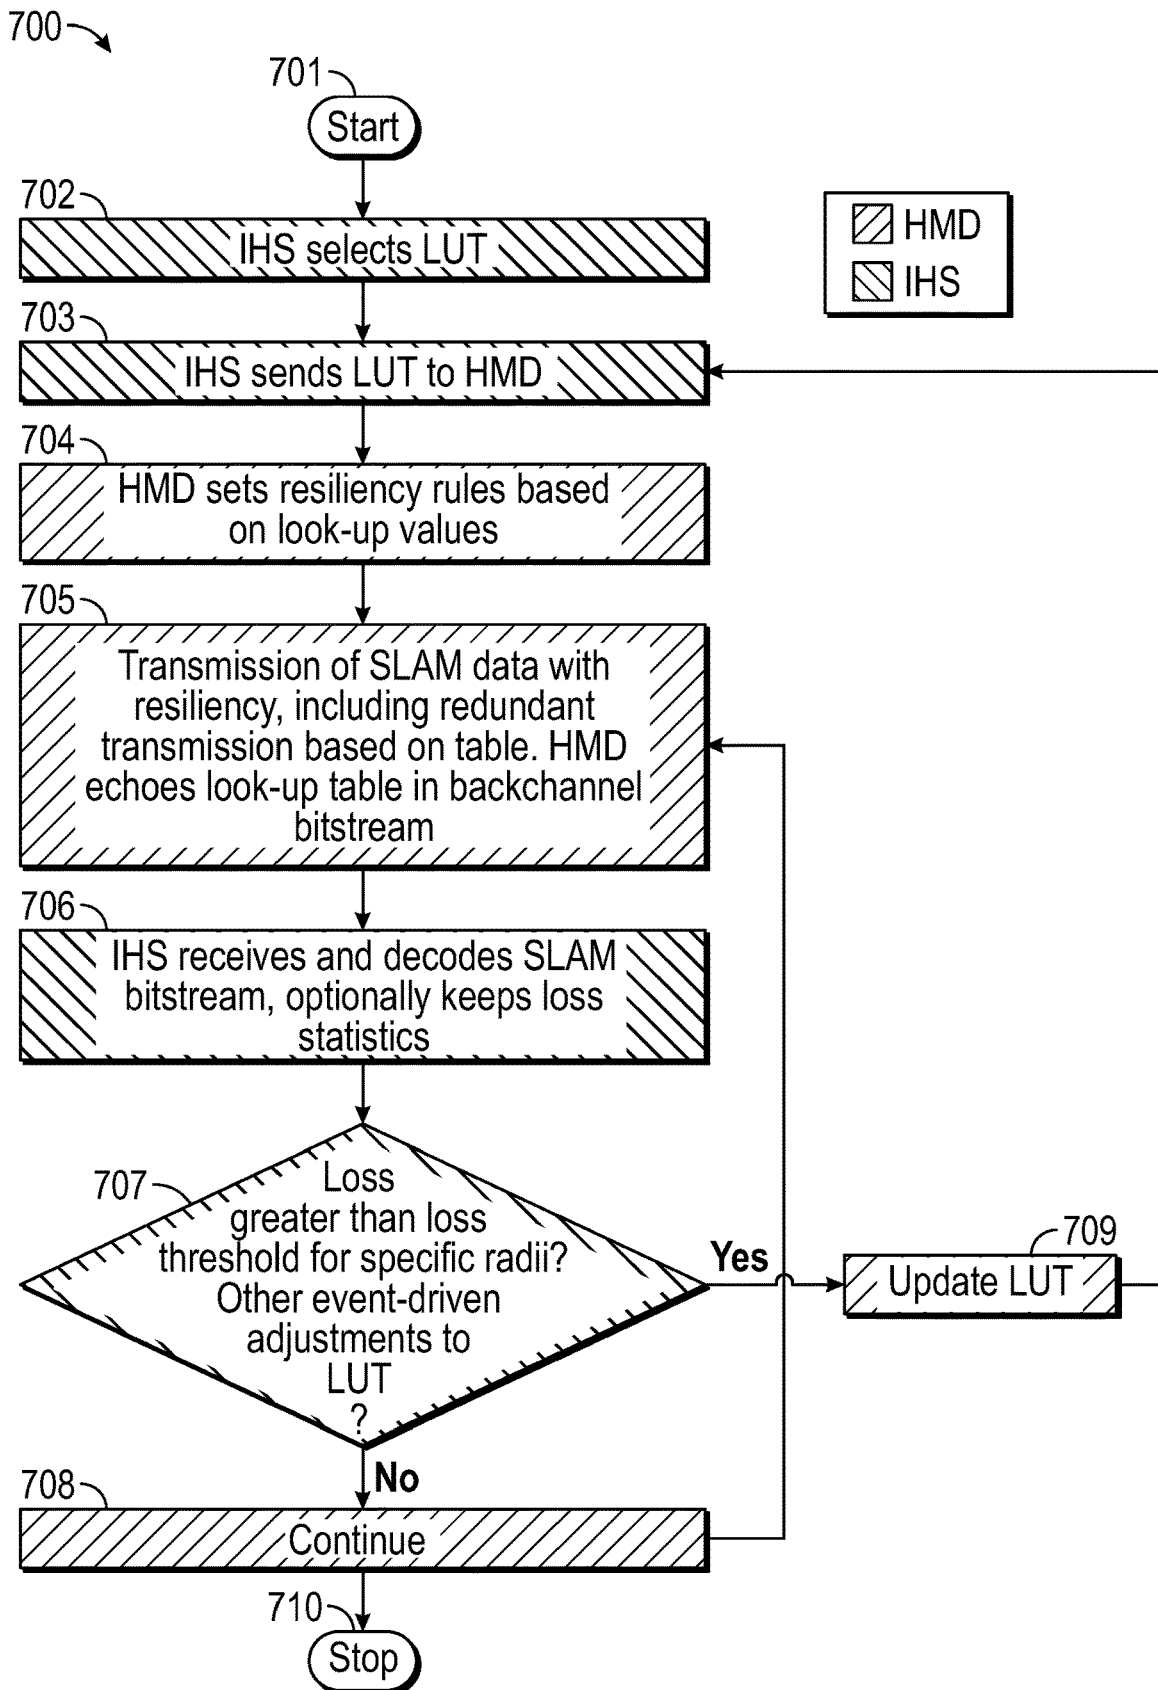 700
701
Start
702
IHS selects LUT
HMD
IHS
703
IHS sends LUT to HMD
704
HMD sets resiliency rules based
on look-up values
705
Transmission of SLAM data with
resiliency, including redundant
transmission based on table. HMD
echoes look-up table in backchannel
bitstream
706
IHS receives and decodes SLAM
bitstream, optionally keeps loss
statistics
707
Loss
greater than loss
threshold for specific radii?
Other event-driven
adjustments to
LUT
?
Yes
709
Update LUT
No
708
Continue
710
Stop